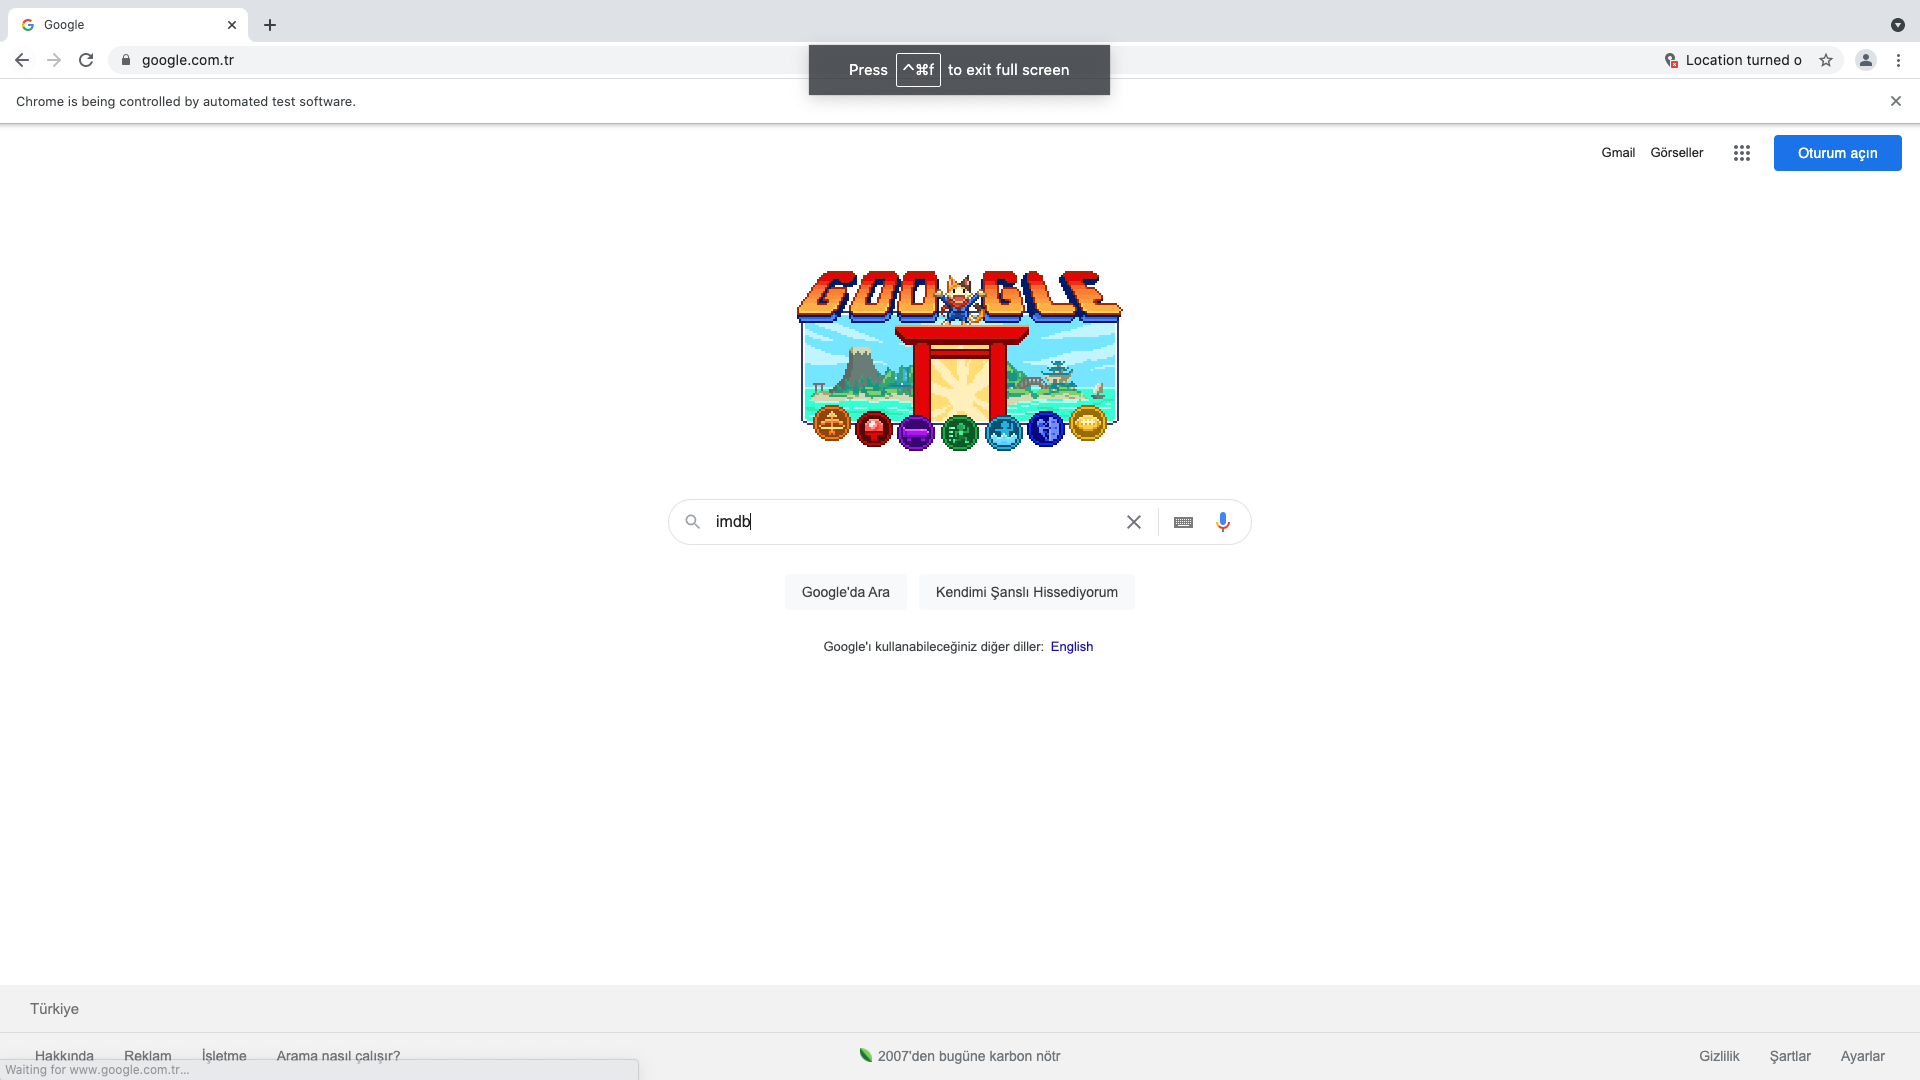 Google
google.com.tr
Press ^⌘f to exit full screen
Location turned o
Chrome is being controlled by automated test software.
Gmail Görseller Oturum açın
GOOGLE
imdb
Google'da Ara Kendimi Şanslı Hissediyorum
Google'ı kullanabileceğiniz diğer diller: English
Türkiye
Hakkında Reklam İşletme Arama nasıl çalışır? 2007'den bugüne karbon nötr Gizlilik Şartlar Ayarlar
Waiting for www.google.com.tr...